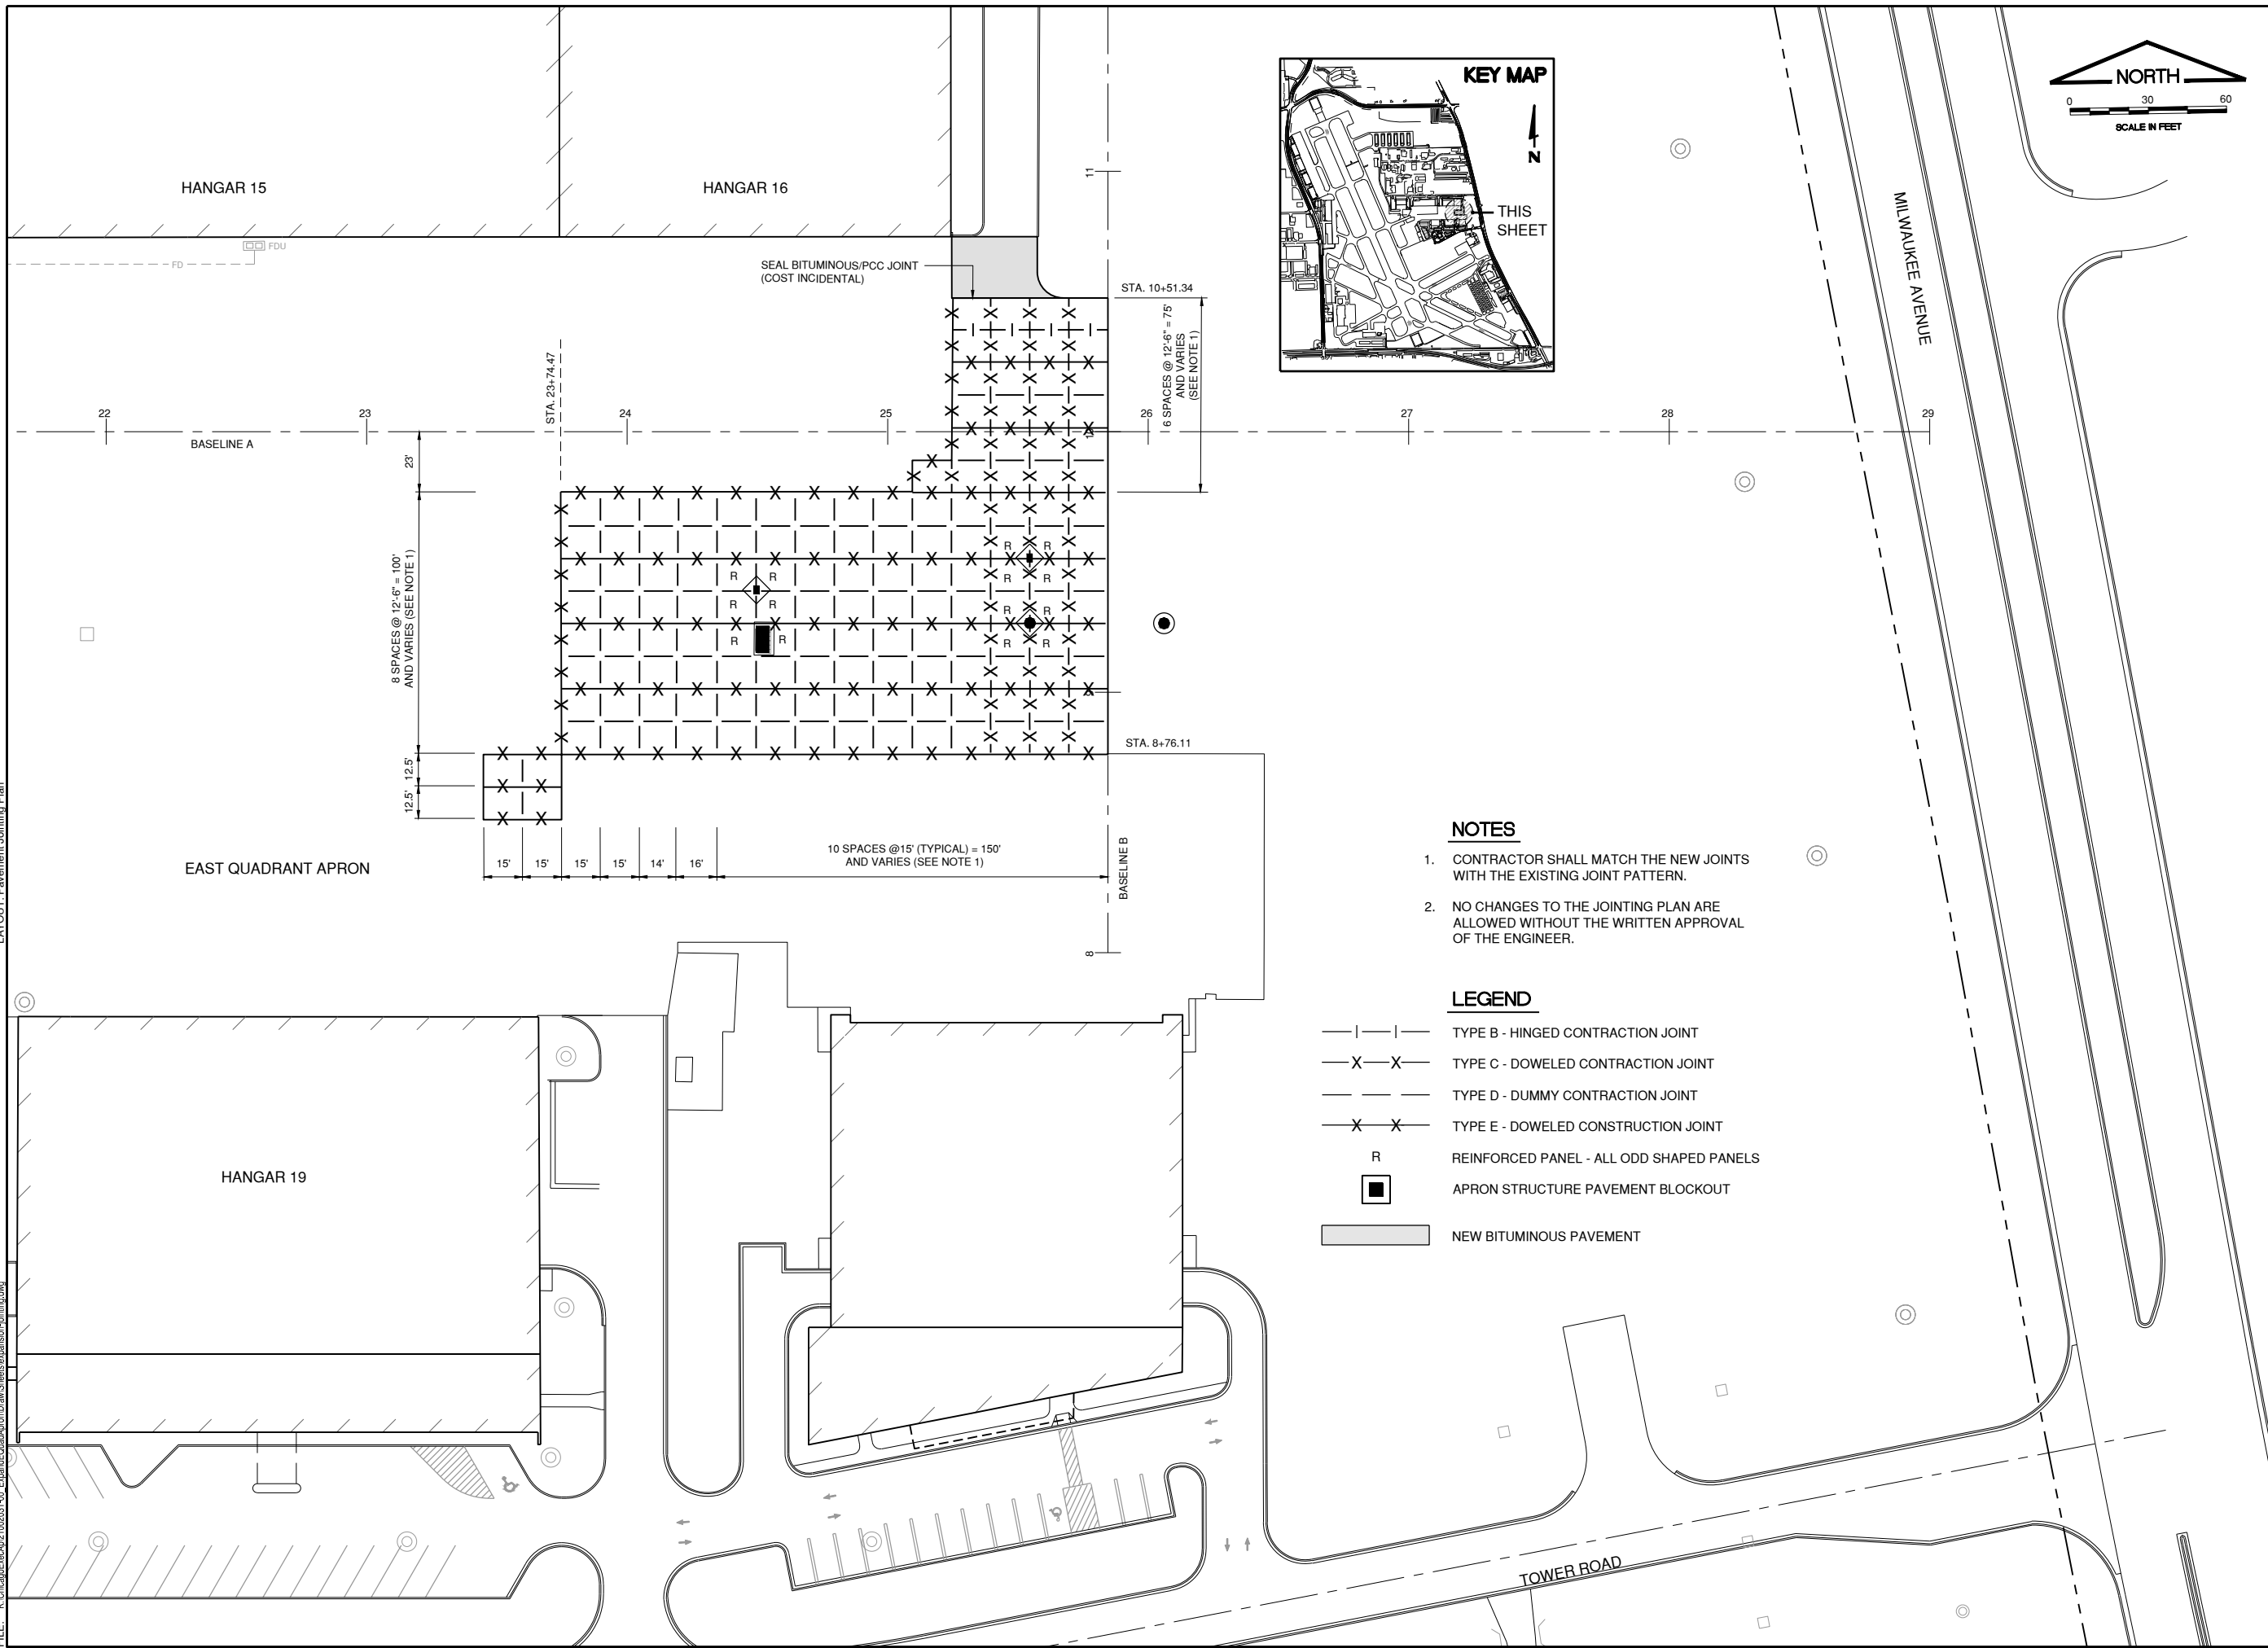 KEY MAP
N
THIS
SHEET
NORTH
0 30 60
SCALE IN FEET
HANGAR 15
HANGAR 16
FDU
FD
11
SEAL BITUMINOUS/PCC JOINT
(COST INCIDENTAL)
STA. 10+51.34
6 SPACES @ 12'-6" = 75'
AND VARIES
(SEE NOTE 1)
MILWAUKEE AVENUE
STA. 23+74.47
22 23 24 25 26 27 28 29
BASELINE A
23'
8 SPACES @ 12'-6" = 100'
AND VARIES (SEE NOTE 1)
R R
R R
R R
R R
R R
R R
R R
9
STA. 8+76.11
12.5'
12.5'
15' 15' 15' 15' 14' 16'
10 SPACES @15' (TYPICAL) = 150'
AND VARIES (SEE NOTE 1)
BASELINE B
8
EAST QUADRANT APRON
NOTES
1. CONTRACTOR SHALL MATCH THE NEW JOINTS
WITH THE EXISTING JOINT PATTERN.
2. NO CHANGES TO THE JOINTING PLAN ARE
ALLOWED WITHOUT THE WRITTEN APPROVAL
OF THE ENGINEER.
LEGEND
TYPE B - HINGED CONTRACTION JOINT
TYPE C - DOWELED CONTRACTION JOINT
TYPE D - DUMMY CONTRACTION JOINT
TYPE E - DOWELED CONSTRUCTION JOINT
R REINFORCED PANEL - ALL ODD SHAPED PANELS
APRON STRUCTURE PAVEMENT BLOCKOUT
NEW BITUMINOUS PAVEMENT
HANGAR 19
TOWER ROAD
LAYOUT: Pavement Jointing Plan